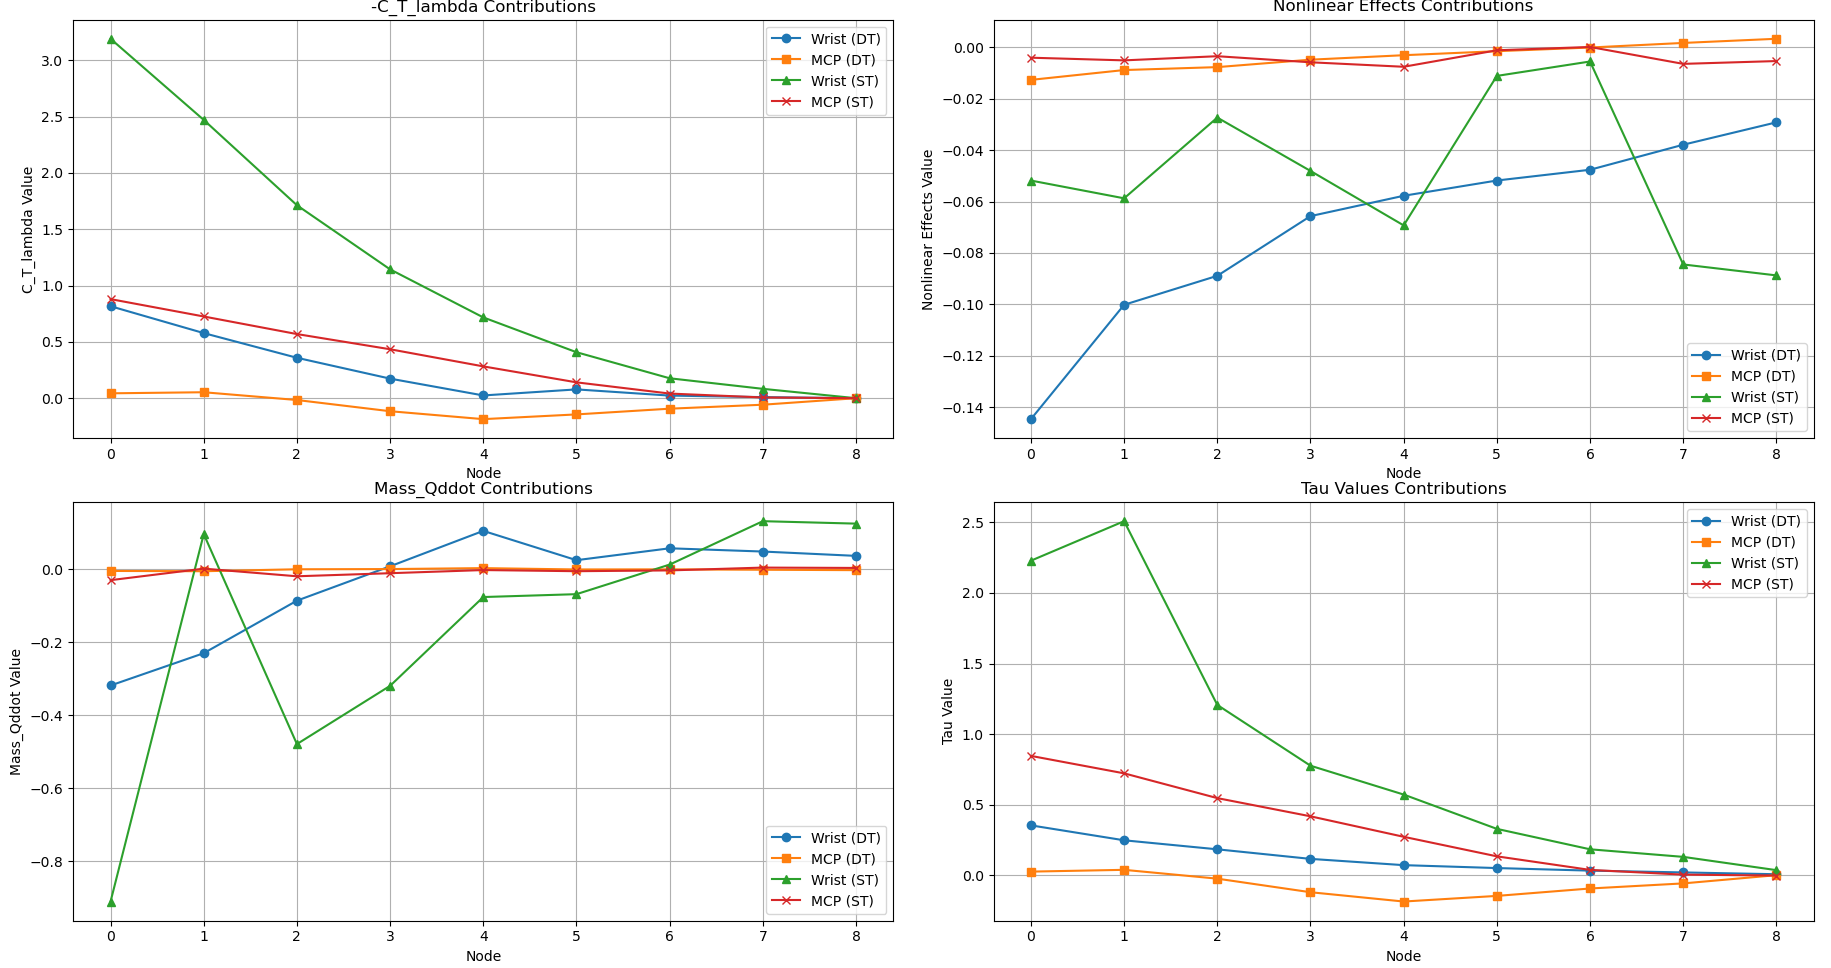 -C_T_lambda Contributions
C_T_lambda Value
3.0
2.5
2.0
1.5
1.0
0.5
0.0
0 1 2 3 4 5 6 7 8
Node
Wrist (DT)
MCP (DT)
Wrist (ST)
MCP (ST)
Nonlinear Effects Contributions
Nonlinear Effects Value
0.00
−0.02
−0.04
−0.06
−0.08
−0.10
−0.12
−0.14
0 1 2 3 4 5 6 7 8
Node
Wrist (DT)
MCP (DT)
Wrist (ST)
MCP (ST)
Mass_Qddot Contributions
Mass_Qddot Value
0.0
−0.2
−0.4
−0.6
−0.8
0 1 2 3 4 5 6 7 8
Node
Wrist (DT)
MCP (DT)
Wrist (ST)
MCP (ST)
Tau Values Contributions
Tau Value
2.5
2.0
1.5
1.0
0.5
0.0
0 1 2 3 4 5 6 7 8
Node
Wrist (DT)
MCP (DT)
Wrist (ST)
MCP (ST)